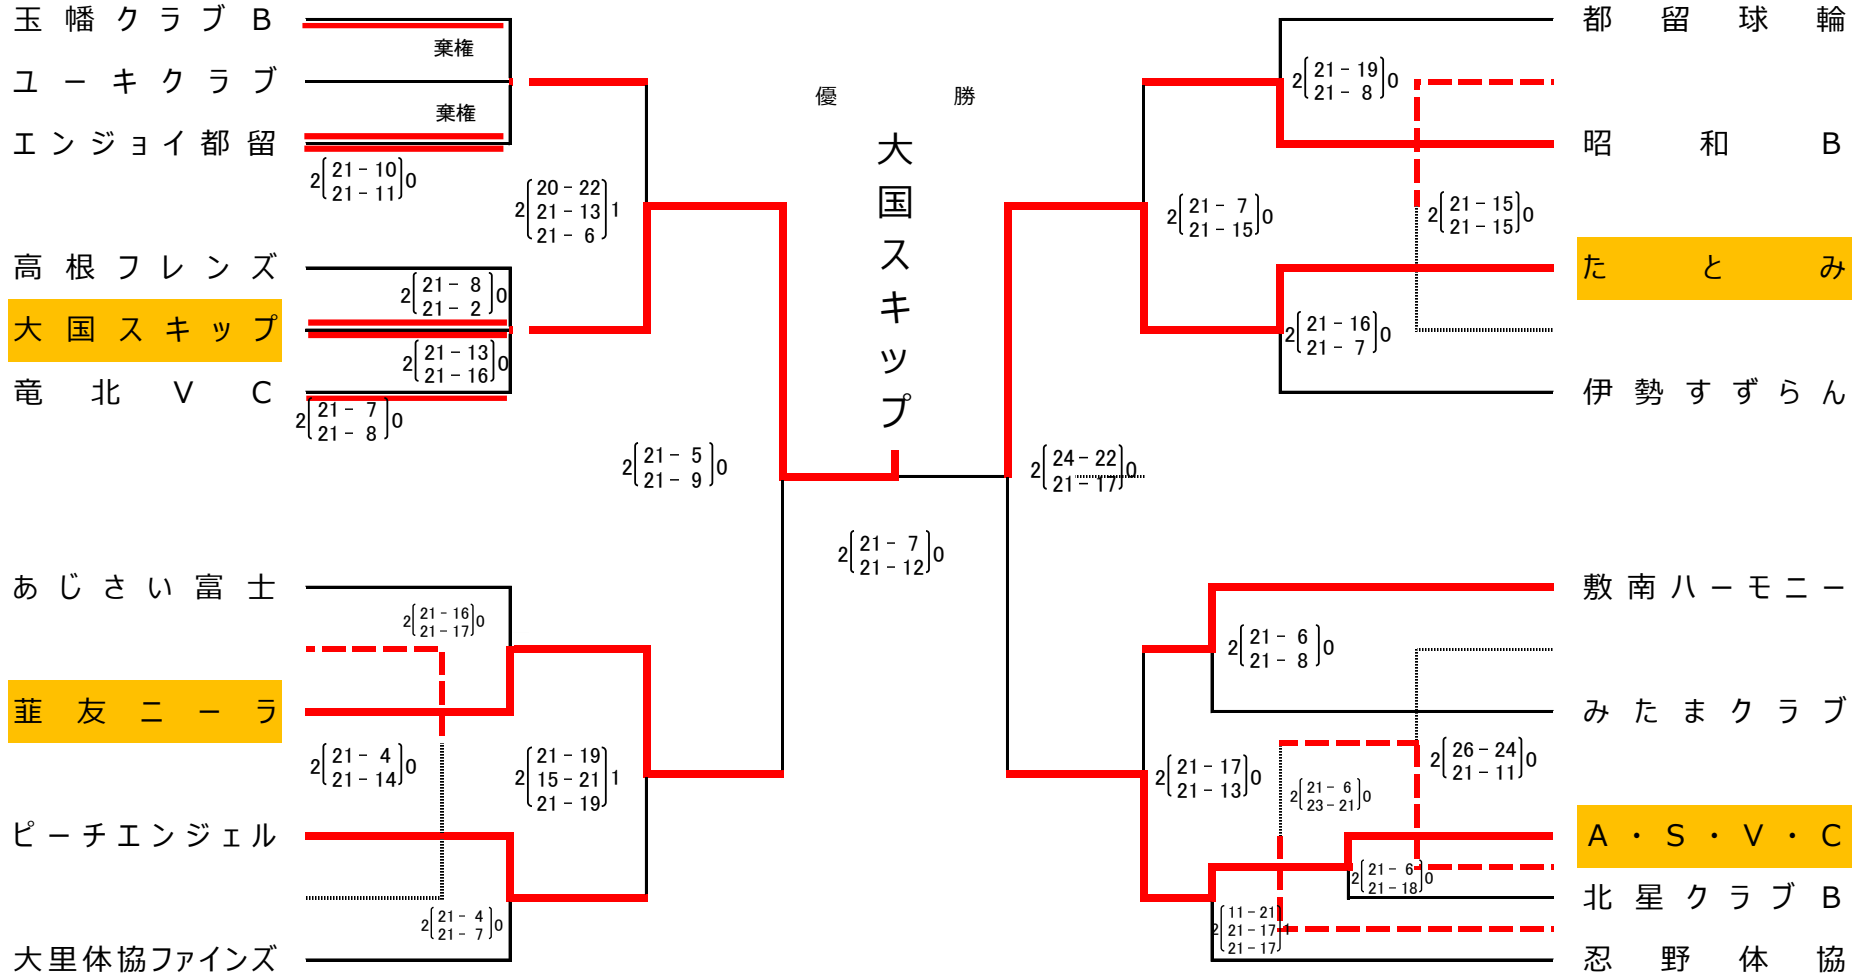 玉幡クラブB
棄権
ユーキクラブ
棄権
エンジョイ都留
2 21－10 0
21－11
20－22
2 21－13 1
21－6
高根フレンズ
2 21－8 0
21－2
大国スキップ
2 21－13 0
21－16
竜北VC
2 21－7 0
21－8
2 21－5 0
21－9
あじさい富士
2 21－16 0
21－17
韮友ニーラ
2 21－4 0
21－14
21－19
2 15－21 1
21－19
ピーチエンジェル
2 21－4 0
21－7
大里体協ファインズ
優勝
大国スキップ
2 21－7 0
21－12
都留球輪
2 21－19 0
21－8
昭和B
2 21－7 0
21－15
2 21－15 0
21－15
たとみ
2 21－16 0
21－7
伊勢すずらん
2 24－22 0
21－17
敷南ハーモニー
2 21－6 0
21－8
みたまクラブ
2 21－17 0
21－13
2 26－24 0
21－11
2 21－6 0
23－21
A・S・V・C
2 21－6 0
21－18
北星クラブB
11－21
2 21－17 1
21－17
忍野体協